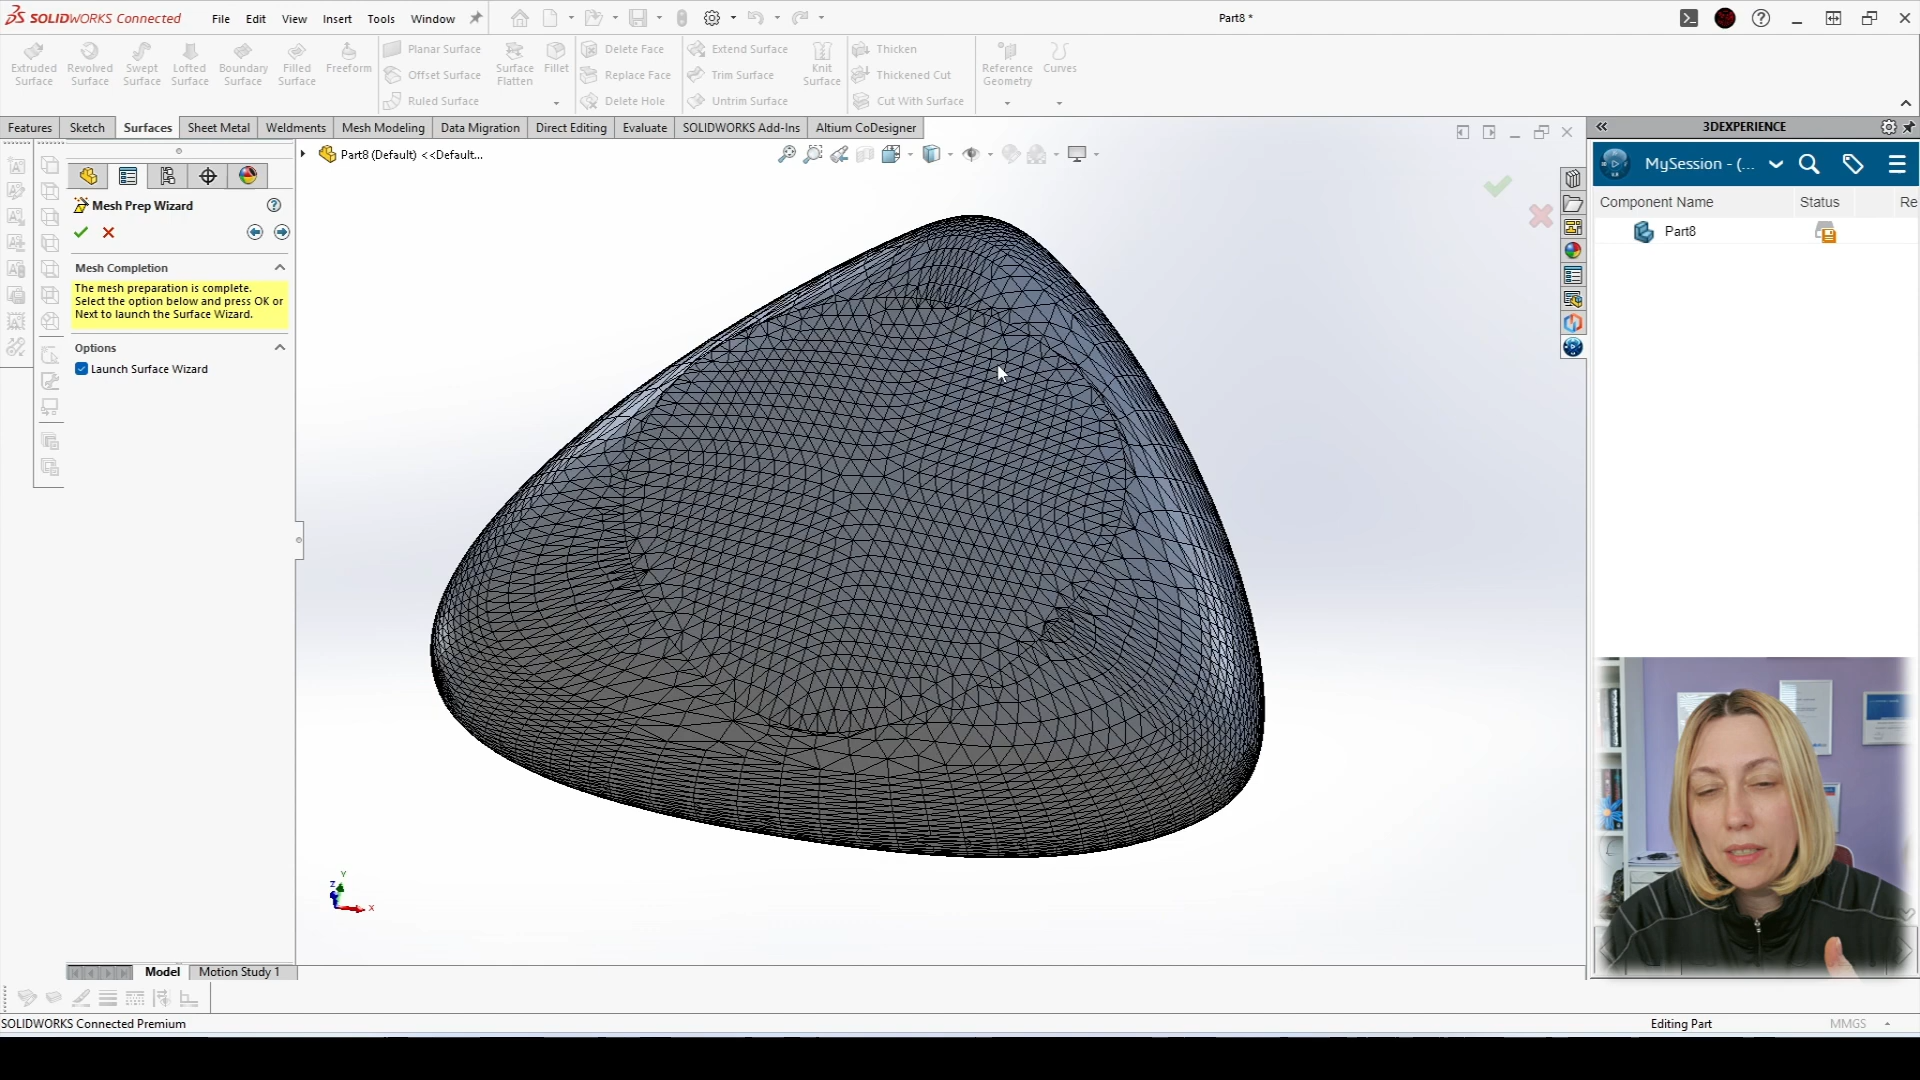 SOLIDWORKS Connected
File Edit View Insert Tools Window
Part8 *
Extruded Surface
Revolved Surface
Swept Surface
Lofted Surface
Boundary Surface
Filled Surface
Freeform
Planar Surface
Offset Surface
Ruled Surface
Surface Flatten
Fillet
Delete Face
Replace Face
Delete Hole
Extend Surface
Trim Surface
Untrim Surface
Knit Surface
Thicken
Thickened Cut
Cut With Surface
Reference Geometry
Curves
Features Sketch Surfaces Sheet Metal Weldments Mesh Modeling Data Migration Direct Editing Evaluate SOLIDWORKS Add-Ins Altium CoDesigner
3DEXPERIENCE
Part8 (Default) <<Default...
MySession - (...
Component Name Status Re
Part8
Mesh Prep Wizard
Mesh Completion
The mesh preparation is complete.
Select the option below and press OK or
Next to launch the Surface Wizard.
Options
Launch Surface Wizard
Y
Z
X
Model Motion Study 1
SOLIDWORKS Connected Premium
Editing Part
MMGS